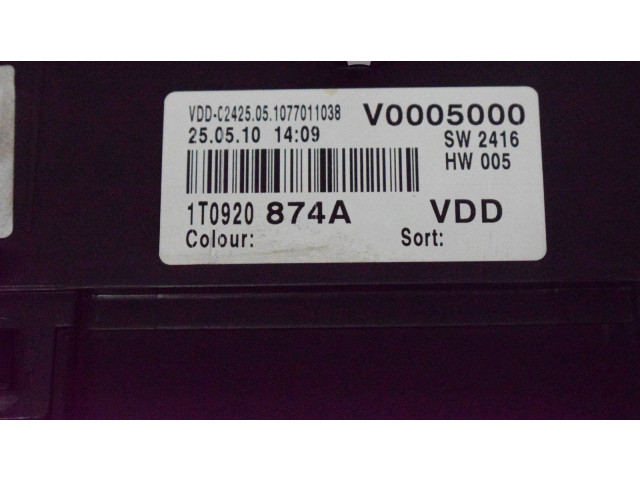 VDD-C2425.05.1077011038 V0005000
25.05.10 14:09 SW 2416
HW 005
1T0920 874A VDD
Colour: Sort: